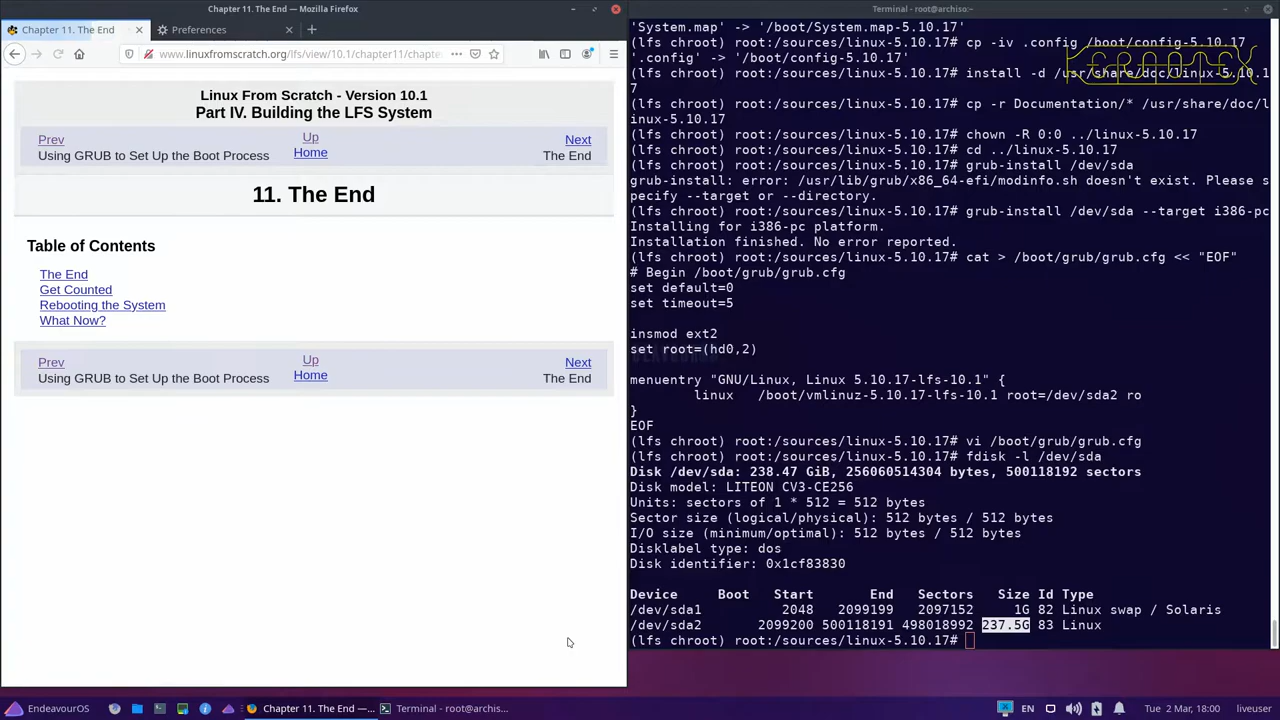 Chapter 11. The End — Mozilla Firefox
Chapter 11. The End
Preferences
www.linuxfromscratch.org/lfs/view/10.1/chapter11/chapte
Linux From Scratch - Version 10.1
Part IV. Building the LFS System
Prev
Up
Next
Using GRUB to Set Up the Boot Process
Home
The End
11. The End
Table of Contents
The End
Get Counted
Rebooting the System
What Now?
Prev
Up
Next
Using GRUB to Set Up the Boot Process
Home
The End
Terminal - root@archiso:~
'System.map' -> '/boot/System.map-5.10.17'
(lfs chroot) root:/sources/linux-5.10.17# cp -iv .config /boot/config-5.10.17
'.config' -> '/boot/config-5.10.17'
(lfs chroot) root:/sources/linux-5.10.17# install -d /usr/share/doc/linux-5.10.1
7
(lfs chroot) root:/sources/linux-5.10.17# cp -r Documentation/* /usr/share/doc/l
inux-5.10.17
(lfs chroot) root:/sources/linux-5.10.17# chown -R 0:0 ../linux-5.10.17
(lfs chroot) root:/sources/linux-5.10.17# cd ../linux-5.10.17
(lfs chroot) root:/sources/linux-5.10.17# grub-install /dev/sda
grub-install: error: /usr/lib/grub/x86_64-efi/modinfo.sh doesn't exist. Please s
pecify --target or --directory.
(lfs chroot) root:/sources/linux-5.10.17# grub-install /dev/sda --target i386-pc
Installing for i386-pc platform.
Installation finished. No error reported.
(lfs chroot) root:/sources/linux-5.10.17# cat > /boot/grub/grub.cfg << "EOF"
# Begin /boot/grub/grub.cfg
set default=0
set timeout=5
insmod ext2
set root=(hd0,2)
menuentry "GNU/Linux, Linux 5.10.17-lfs-10.1" {
linux /boot/vmlinuz-5.10.17-lfs-10.1 root=/dev/sda2 ro
}
EOF
(lfs chroot) root:/sources/linux-5.10.17# vi /boot/grub/grub.cfg
(lfs chroot) root:/sources/linux-5.10.17# fdisk -l /dev/sda
Disk /dev/sda: 238.47 GiB, 256060514304 bytes, 500118192 sectors
Disk model: LITEON CV3-CE256
Units: sectors of 1 * 512 = 512 bytes
Sector size (logical/physical): 512 bytes / 512 bytes
I/O size (minimum/optimal): 512 bytes / 512 bytes
Disklabel type: dos
Disk identifier: 0x1cf83830
Device Boot Start End Sectors Size Id Type
/dev/sda1 2048 2099199 2097152 1G 82 Linux swap / Solaris
/dev/sda2 2099200 500118191 498018992 237.5G 83 Linux
(lfs chroot) root:/sources/linux-5.10.17#
EndeavourOS
Chapter 11. The End —...
Terminal - root@archis...
EN
Tue 2 Mar, 18:00
liveuser